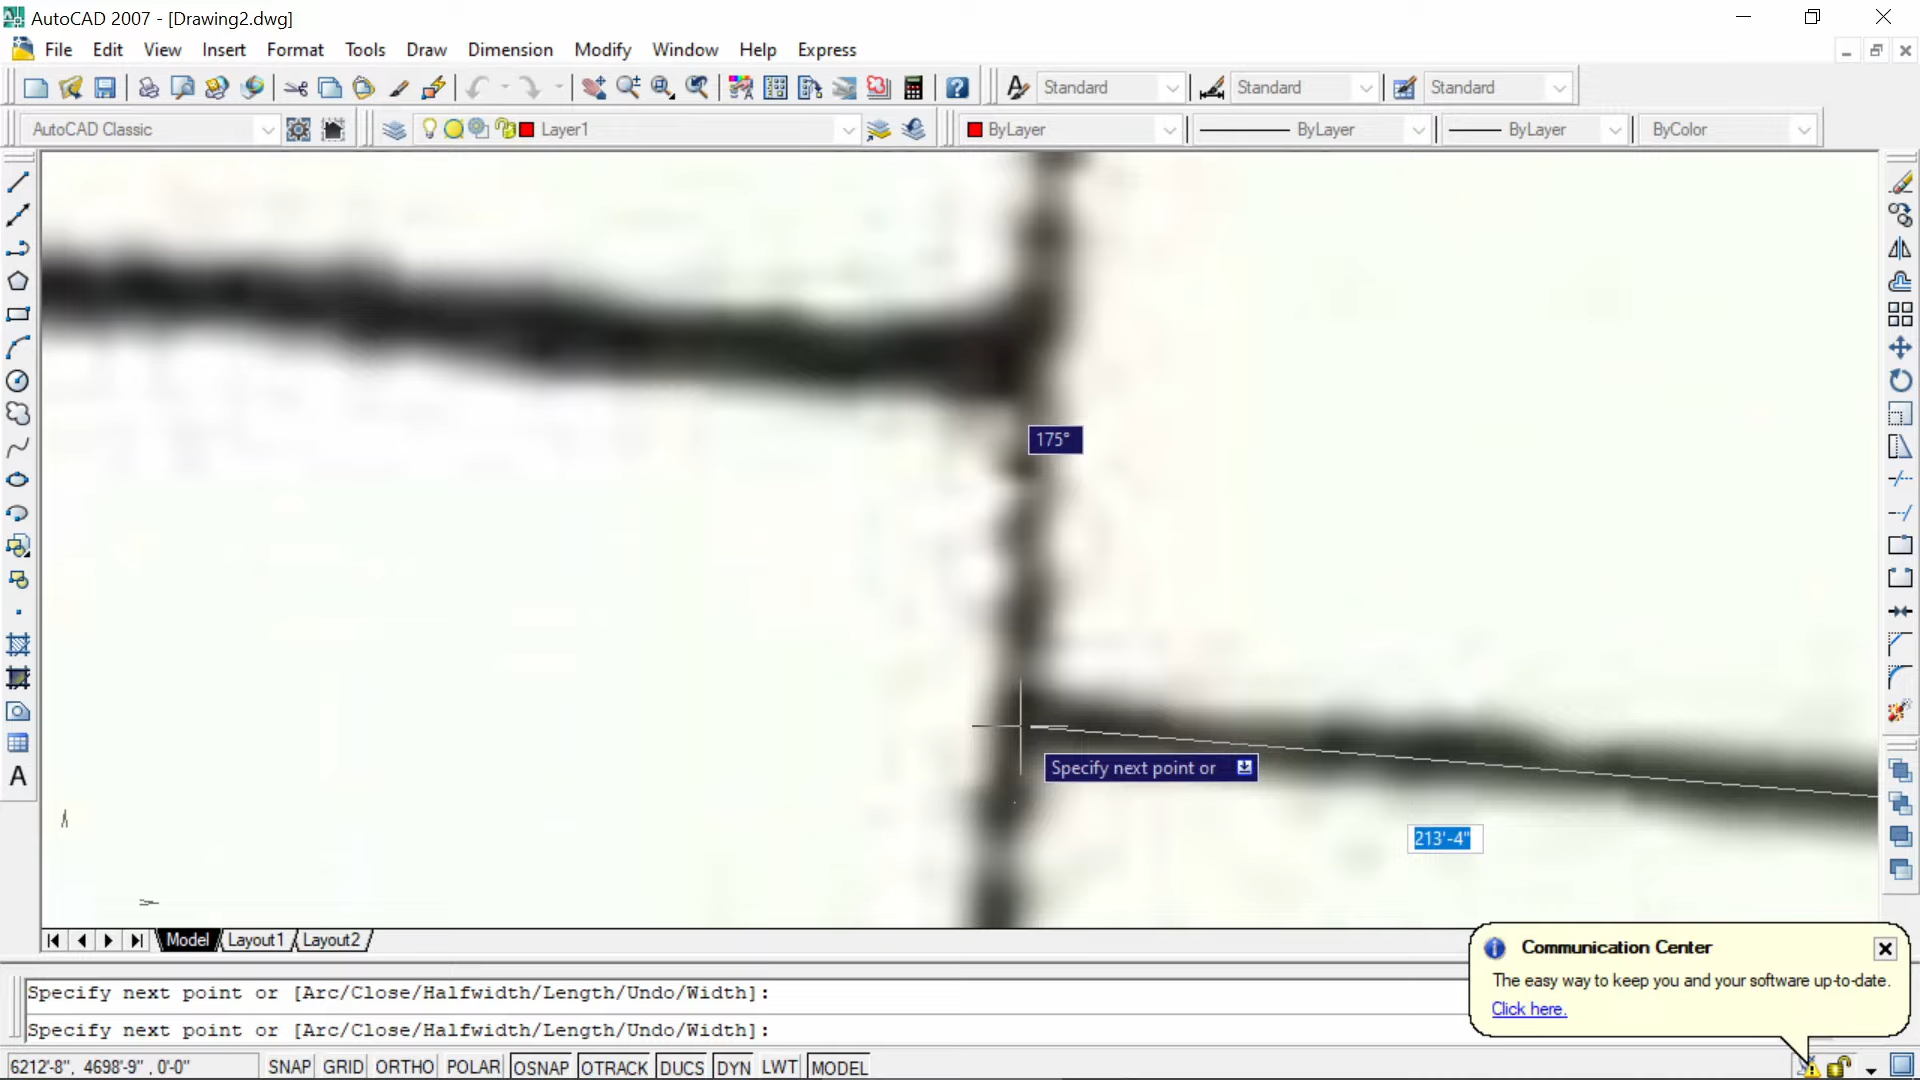 AutoCAD 2007 - [Drawing2.dwg]
File Edit View Insert Format Tools Draw Dimension Modify Window Help Express
Standard Standard Standard
AutoCAD Classic Layer1 ByLayer ByLayer ByLayer ByColor
175°
Specify next point or
213'-4"
A
Model Layout1 Layout2
Communication Center
The easy way to keep you and your software up-to-date.
Click here.
Specify next point or [Arc/Close/Halfwidth/Length/Undo/Width]:
Specify next point or [Arc/Close/Halfwidth/Length/Undo/Width]:
6212'-8", 4698'-9" , 0'-0" SNAP GRID ORTHO POLAR OSNAP OTRACK DUCS DYN LWT MODEL